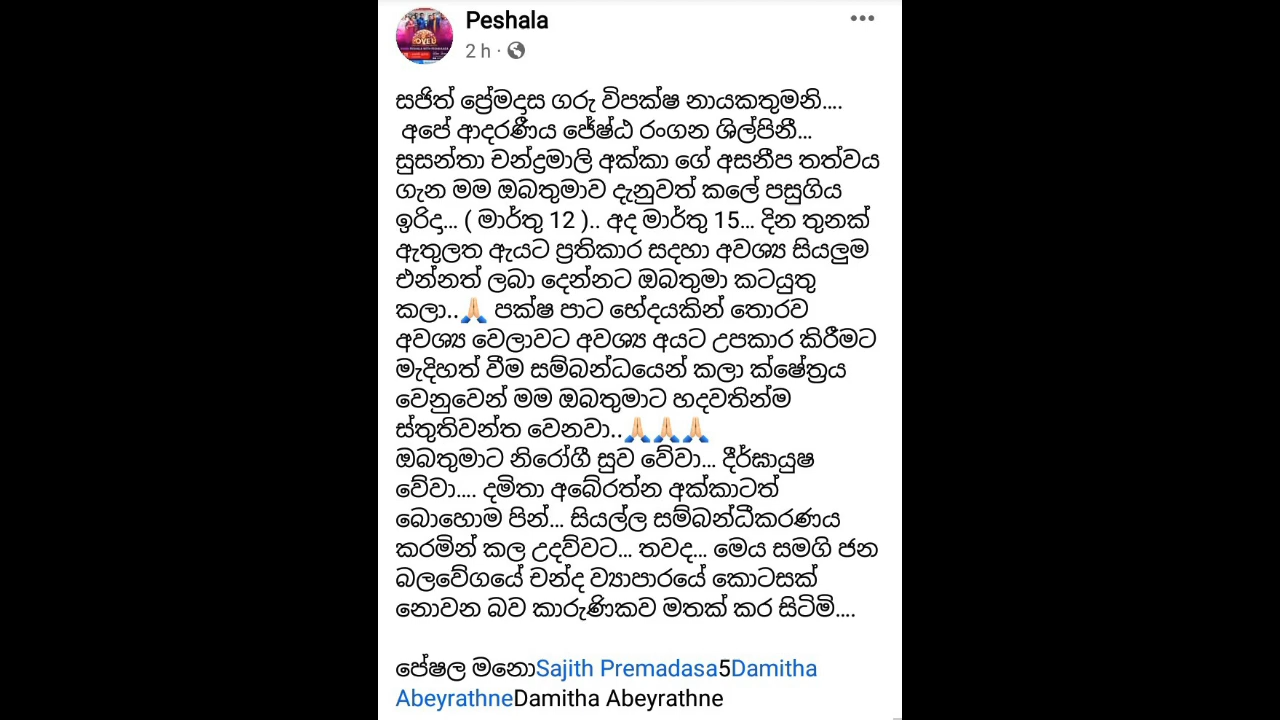 Peshala
2 h ·
සජිත් ප්‍රේමදාස ගරු විපක්ෂ නායකතුමනි....
අපේ ආදරණීය ජේෂ්ඨ රංගන ශිල්පිනී...
සුසන්තා චන්ද්‍රමාලි අක්කා ගේ අසනීප තත්වය
ගැන මම ඔබතුමාව දැනුවත් කලේ පසුගිය
ඉරිදා... ( මාර්තු 12 ).. අද මාර්තු 15... දින තුනක්
ඇතුලත ඇයට ප්‍රතිකාර සදහා අවශ්‍ය සියලුම
එන්නත් ලබා දෙන්නට ඔබතුමා කටයුතු
කලා..🙏🏻 පක්ෂ පාට භේදයකින් තොරව
අවශ්‍ය වෙලාවට අවශ්‍ය අයට උපකාර කිරීමට
මැදිහත් වීම සම්බන්ධයෙන් කලා ක්ෂේත්‍රය
වෙනුවෙන් මම ඔබතුමාට හදවතින්ම
ස්තුතිවන්ත වෙනවා..🙏🏻🙏🏻🙏🏻
ඔබතුමාට නිරෝගී සුව වේවා... දීර්ඝායුෂ
වේවා.... දමිතා අබේරත්න අක්කාටත්
බොහොම පින්... සියල්ල සම්බන්ධීකරණය
කරමින් කල උදව්වට... තවද... මෙය සමගි ජන
බලවේගයේ චන්ද ව්‍යාපාරයේ කොටසක්
නොවන බව කාරුණිකව මතක් කර සිටිමි....
පේෂල මනොSajith Premadasa5Damitha
AbeyrathneDamitha Abeyrathne